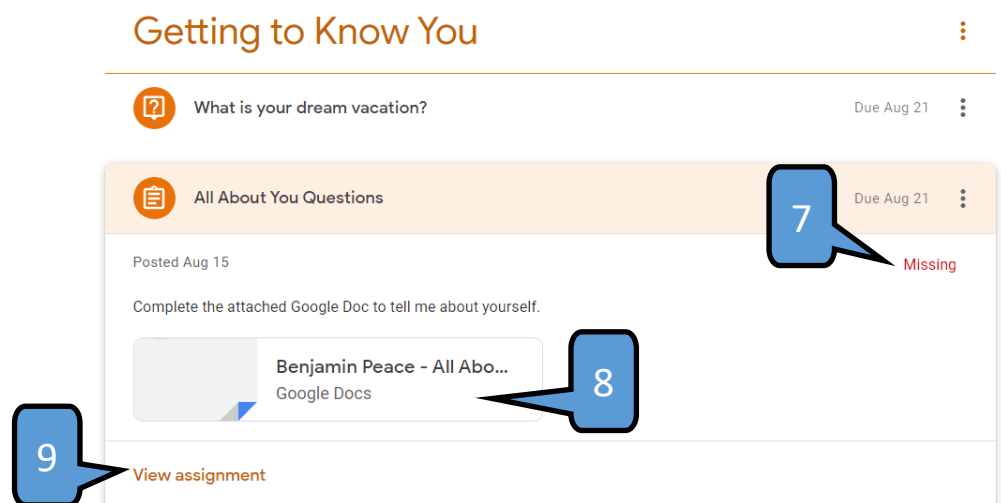 Getting to Know You
What is your dream vacation? Due Aug 21
All About You Questions Due Aug 21
7
Posted Aug 15 Missing
Complete the attached Google Doc to tell me about yourself.
Benjamin Peace - All Abo...
Google Docs
8
9
View assignment